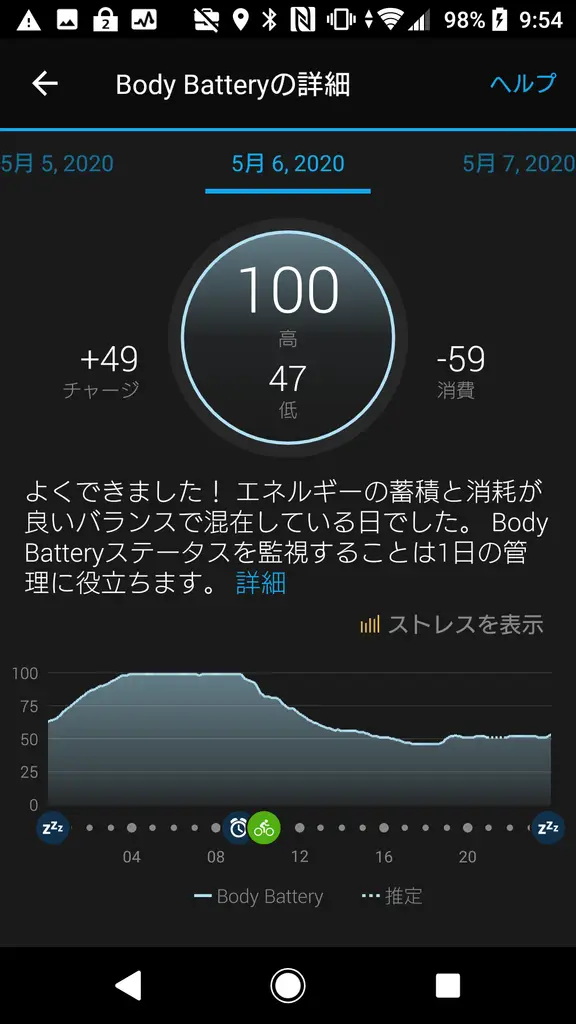 2
98%
9:54
Body Batteryの詳細
ヘルプ
5月 5, 2020
5月 6, 2020
5月 7, 2020
100
高
47
低
+49
チャージ
-59
消費
よくできました！ エネルギーの蓄積と消耗が
良いバランスで混在している日でした。 Body
Batteryステータスを監視することは1日の管
理に役立ちます。 詳細
ストレスを表示
100
75
50
25
0
zZz
zZz
04
08
12
16
20
Body Battery
推定